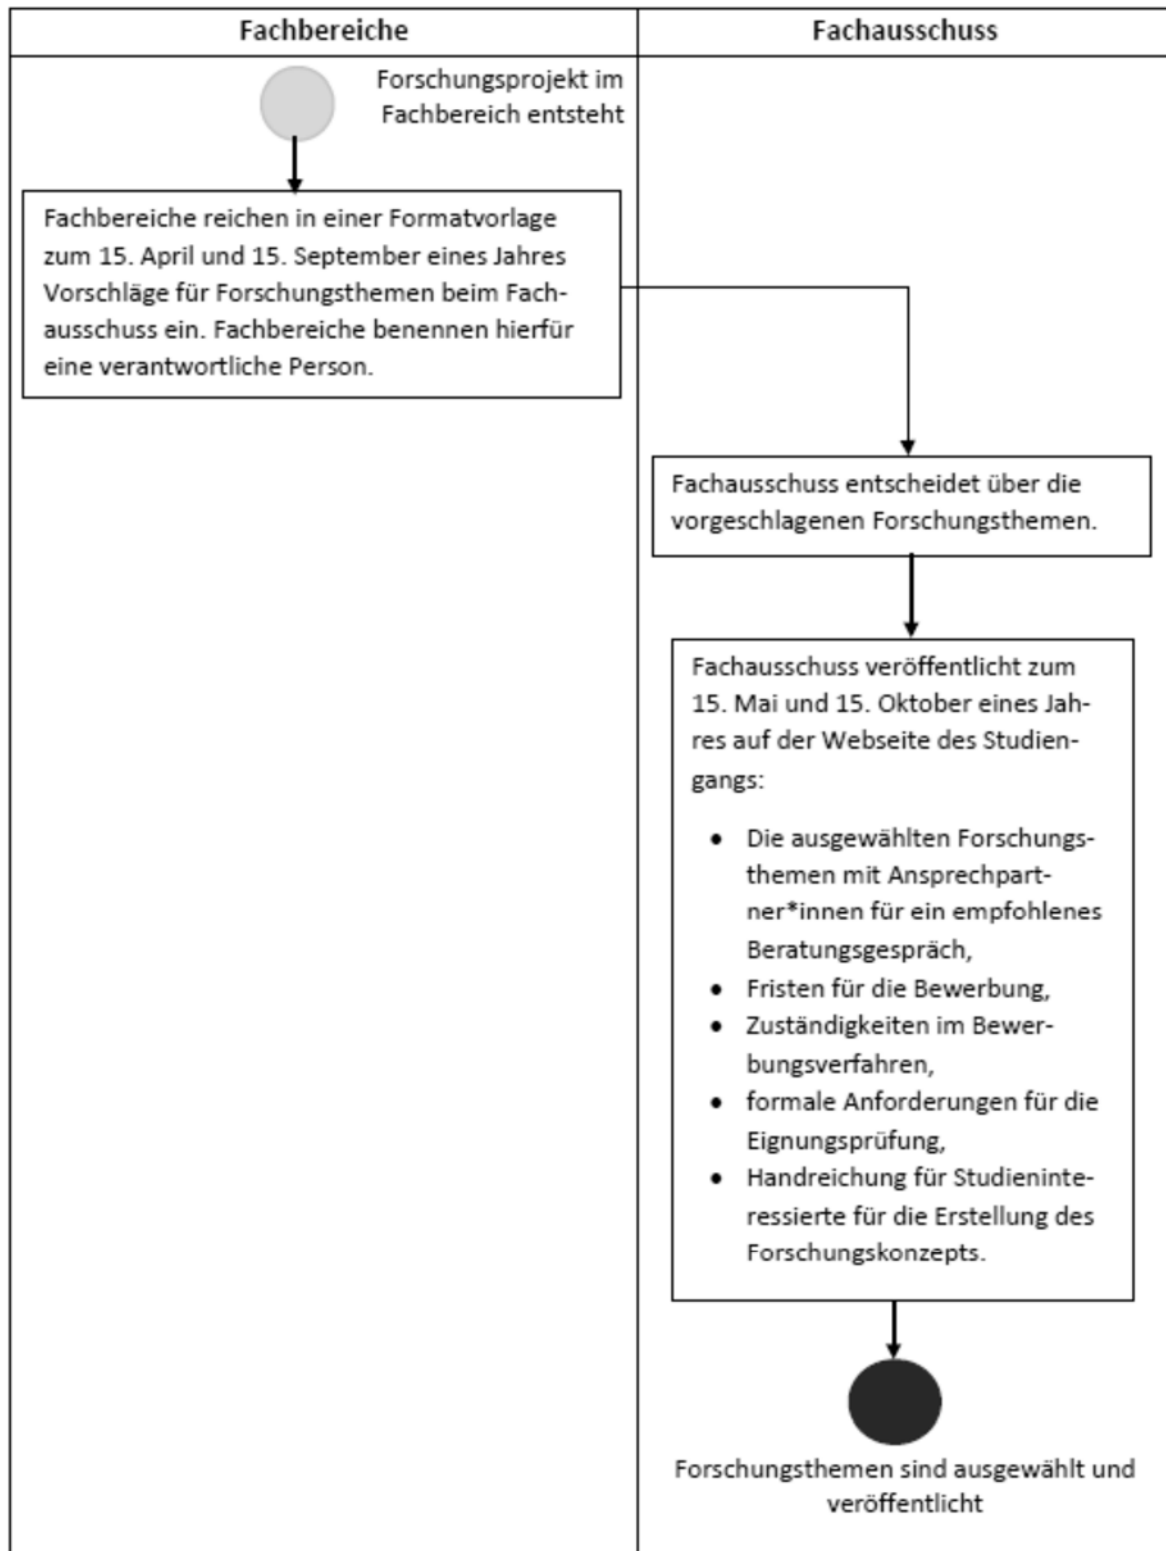 Fachbereiche
Fachausschuss
Forschungsprojekt im
Fachbereich entsteht
Fachbereiche reichen in einer Formatvorlage
zum 15. April und 15. September eines Jahres
Vorschläge für Forschungsthemen beim Fach-
ausschuss ein. Fachbereiche benennen hierfür
eine verantwortliche Person.
Fachausschuss entscheidet über die
vorgeschlagenen Forschungsthemen.
Fachausschuss veröffentlicht zum
15. Mai und 15. Oktober eines Jah-
res auf der Webseite des Studien-
gangs:
• Die ausgewählten Forschungs-
themen mit Ansprechpart-
ner*innen für ein empfohlenes
Beratungsgespräch,
• Fristen für die Bewerbung,
• Zuständigkeiten im Bewer-
bungsverfahren,
• formale Anforderungen für die
Eignungsprüfung,
• Handreichung für Studieninte-
ressierte für die Erstellung des
Forschungskonzepts.
Forschungsthemen sind ausgewählt und
veröffentlicht